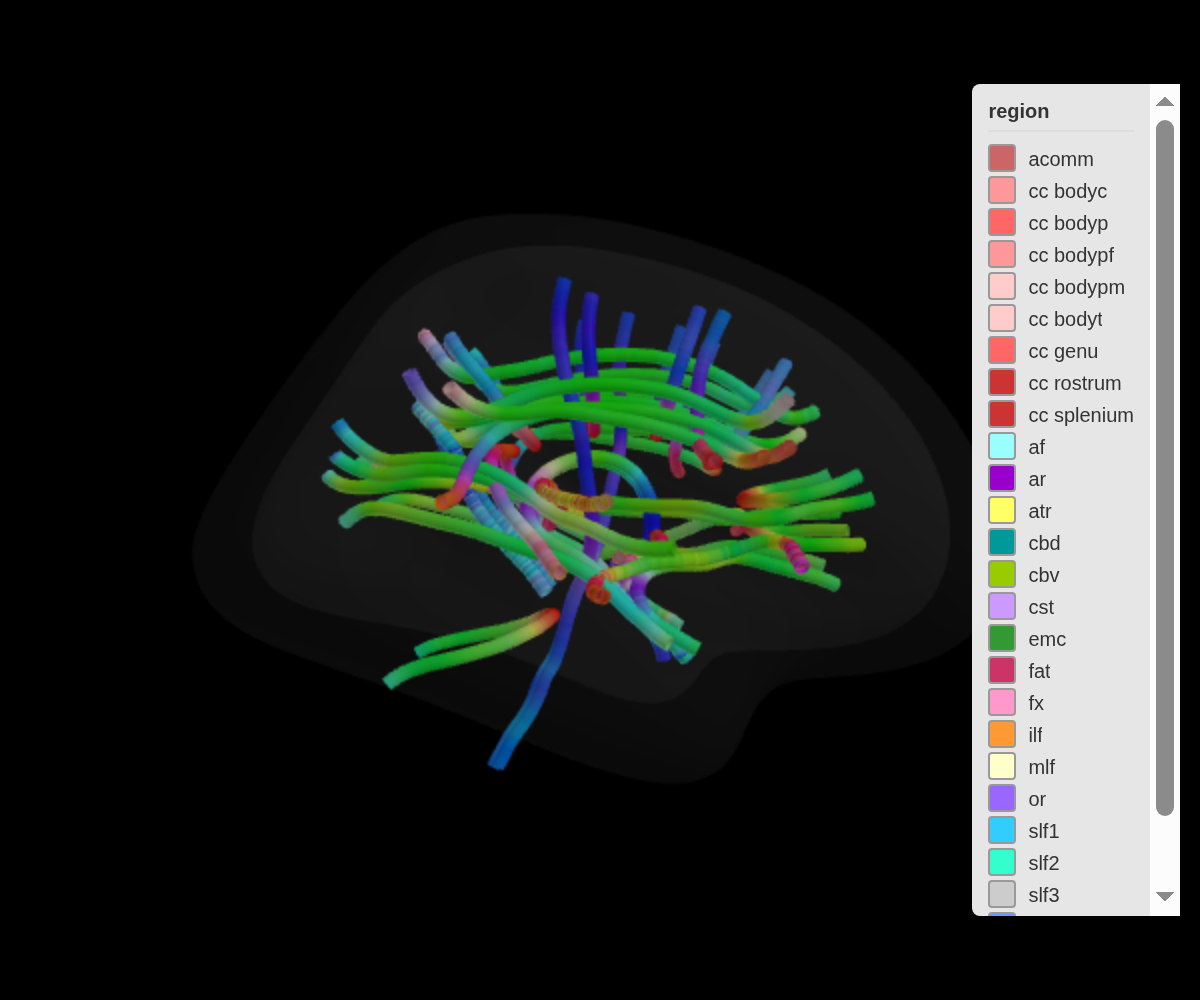 region
acomm
cc bodyc
cc bodyp
cc bodypf
cc bodypm
cc bodyt
cc genu
cc rostrum
cc splenium
af
ar
atr
cbd
cbv
cst
emc
fat
fx
ilf
mlf
or
slf1
slf2
slf3